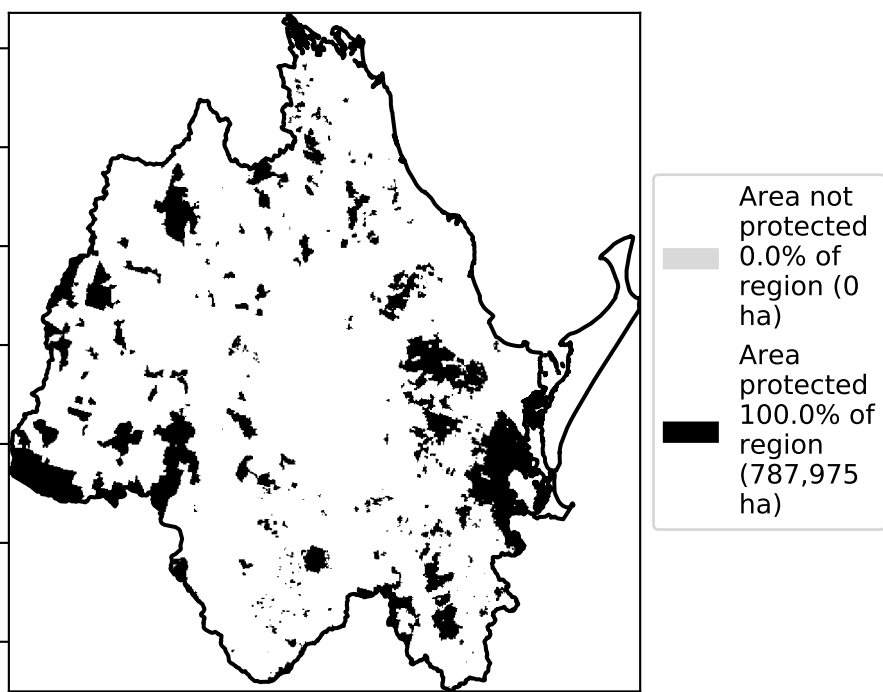 Area not
protected
0.0% of
region (0
ha)
Area
protected
100.0% of
region
(787,975
ha)